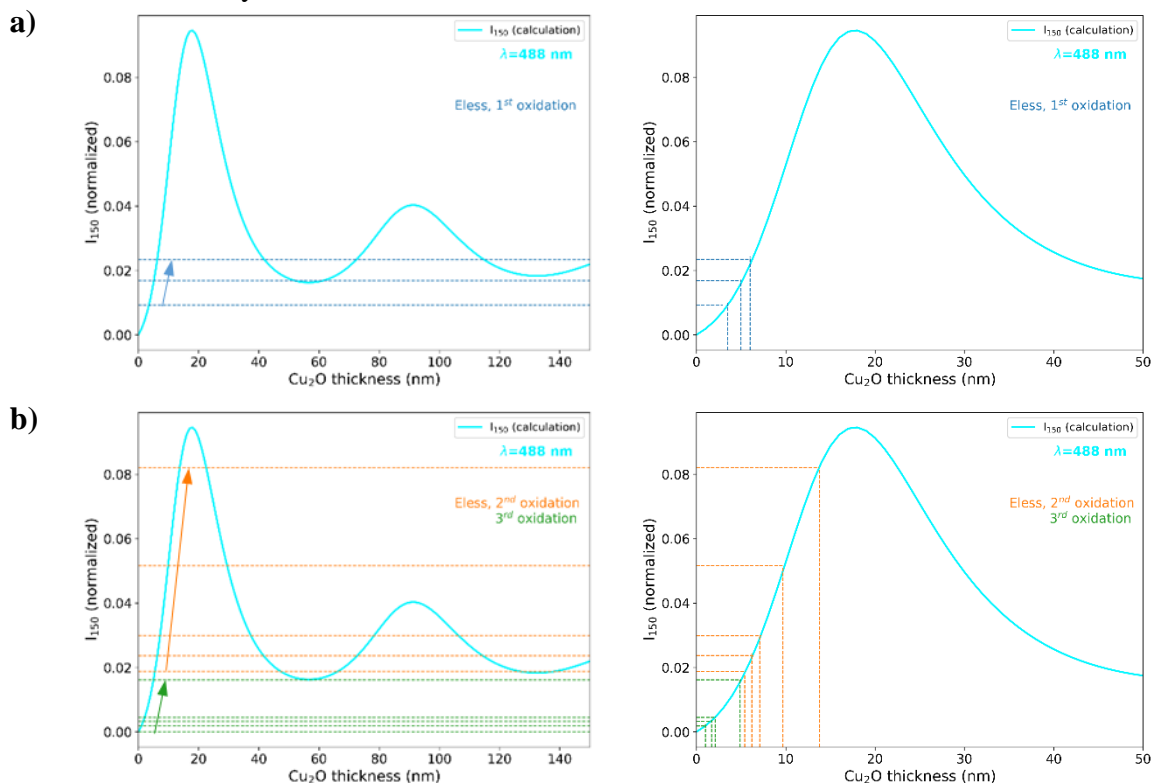 a)
I₁₅₀ (calculation)
λ=488 nm
Eless, 1ˢᵗ oxidation
I₁₅₀ (normalized)
0.08
0.06
0.04
0.02
0.00
0 20 40 60 80 100 120 140
Cu₂O thickness (nm)
I₁₅₀ (calculation)
λ=488 nm
Eless, 1ˢᵗ oxidation
I₁₅₀ (normalized)
0.08
0.06
0.04
0.02
0.00
0 10 20 30 40 50
Cu₂O thickness (nm)
b)
I₁₅₀ (calculation)
λ=488 nm
Eless, 2ⁿᵈ oxidation
3ʳᵈ oxidation
I₁₅₀ (normalized)
0.08
0.06
0.04
0.02
0.00
0 20 40 60 80 100 120 140
Cu₂O thickness (nm)
I₁₅₀ (calculation)
λ=488 nm
Eless, 2ⁿᵈ oxidation
3ʳᵈ oxidation
I₁₅₀ (normalized)
0.08
0.06
0.04
0.02
0.00
0 10 20 30 40 50
Cu₂O thickness (nm)